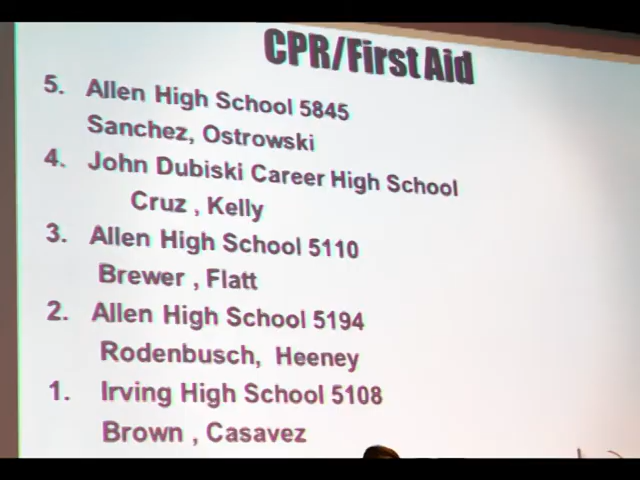 CPR/First Aid
5. Allen High School 5845
Sanchez, Ostrowski
4. John Dubiski Career High School
Cruz , Kelly
3. Allen High School 5110
Brewer , Flatt
2. Allen High School 5194
Rodenbusch, Heeney
1. Irving High School 5108
Brown , Casavez